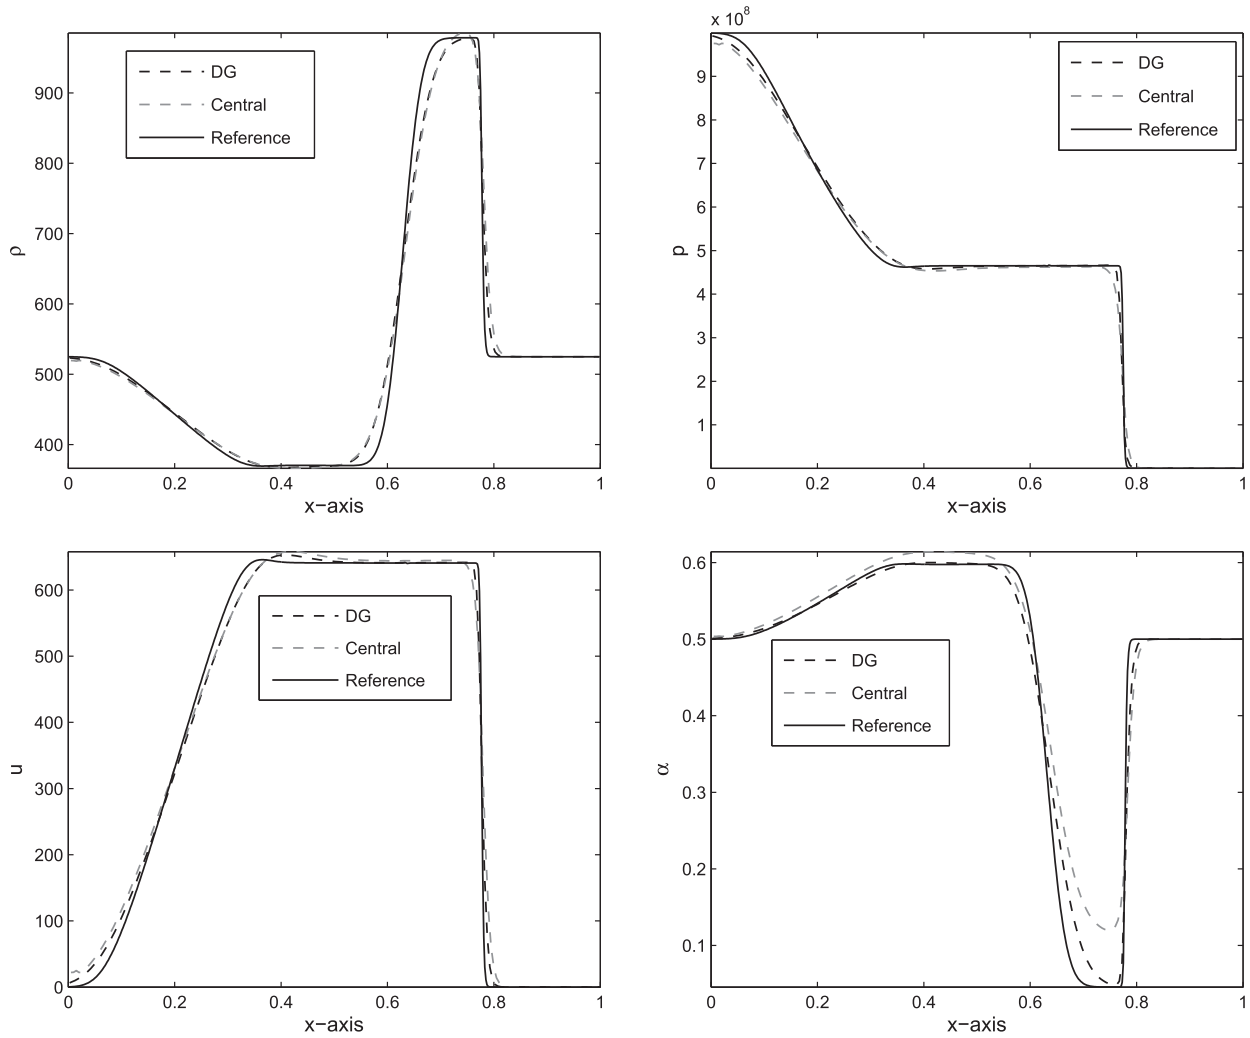 DG
Central
Reference
900
800
700
600
500
400
ρ
0
0.2
0.4
0.6
0.8
1
x−axis
x 10^8
DG
Central
Reference
9
8
7
6
5
4
3
2
1
p
0
0.2
0.4
0.6
0.8
1
x−axis
DG
Central
Reference
600
500
400
300
200
100
0
u
0
0.2
0.4
0.6
0.8
1
x−axis
DG
Central
Reference
0.6
0.5
0.4
0.3
0.2
0.1
α
0
0.2
0.4
0.6
0.8
1
x−axis